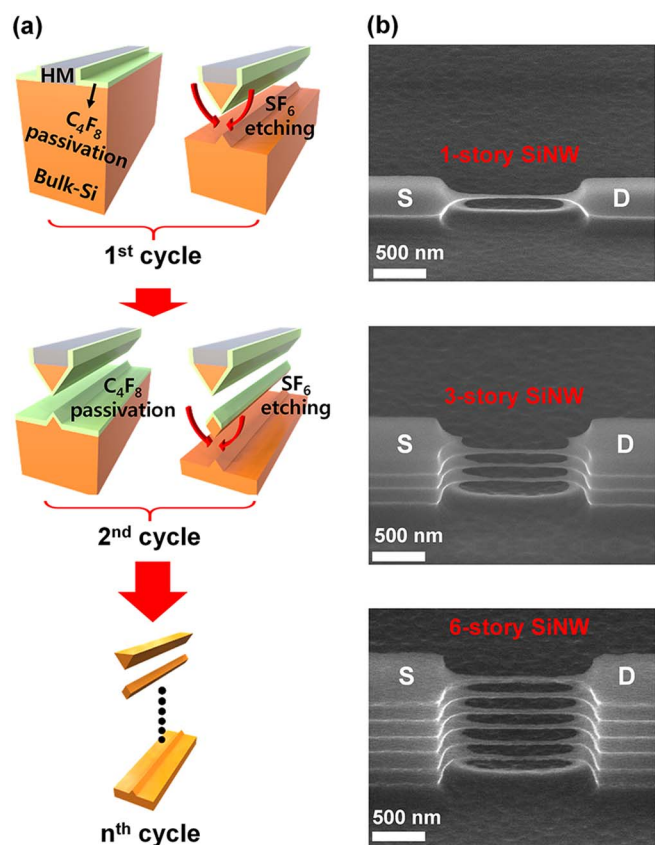 (a)
HM
C₄F₈
passivation
Bulk-Si
SF₆
etching
1ˢᵗ cycle
C₄F₈
passivation
SF₆
etching
2ⁿᵈ cycle
nᵗʰ cycle
(b)
1-story SiNW
S D
500 nm
3-story SiNW
S D
500 nm
6-story SiNW
S D
500 nm